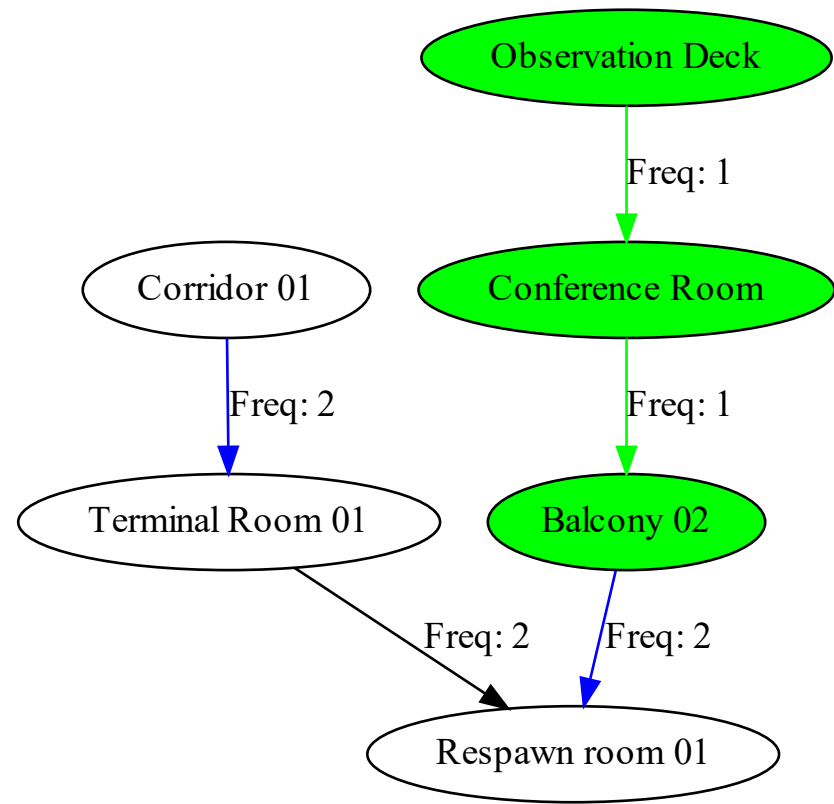 Observation Deck
Freq: 1
Corridor 01
Conference Room
Freq: 2
Freq: 1
Terminal Room 01
Balcony 02
Freq: 2
Freq: 2
Respawn room 01